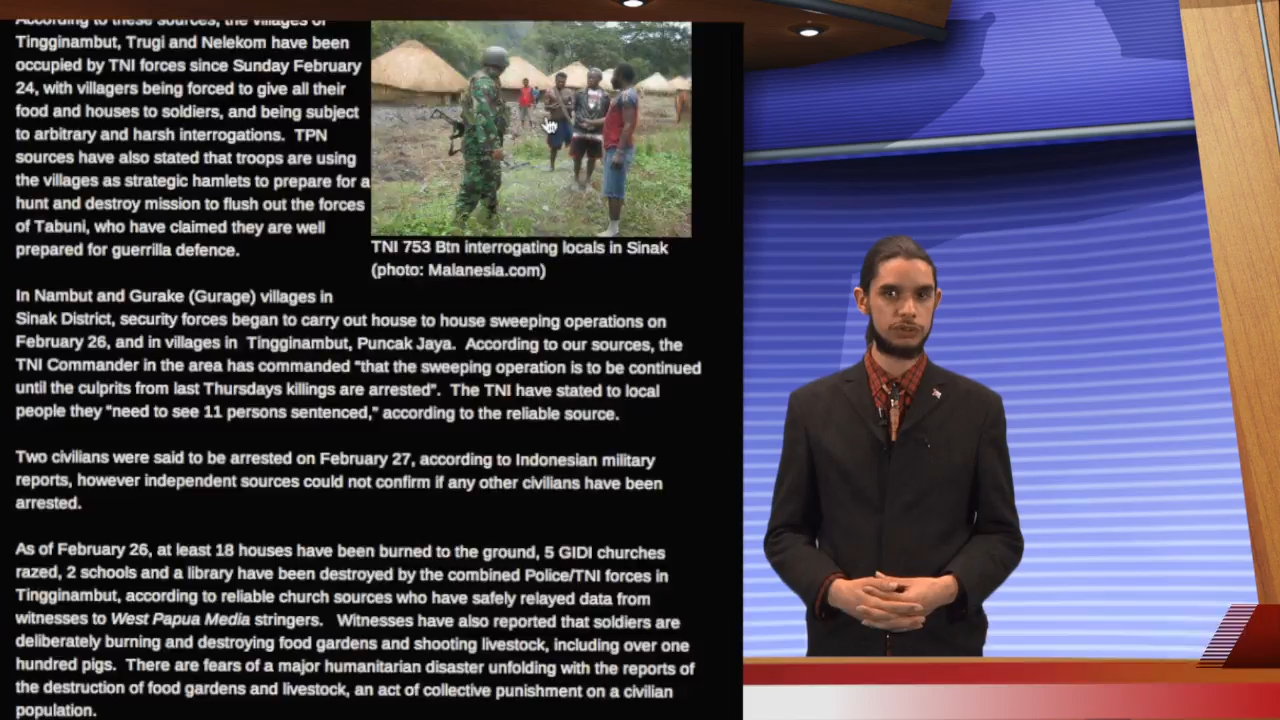 According to these sources, the villages of
Tingginambut, Trugi and Nelekom have been
occupied by TNI forces since Sunday February
24, with villagers being forced to give all their
food and houses to soldiers, and being subject
to arbitrary and harsh interrogations. TPN
sources have also stated that troops are using
the villages as strategic hamlets to prepare for a
hunt and destroy mission to flush out the forces
of Tabuni, who have claimed they are well
prepared for guerrilla defence.
TNI 753 Btn interrogating locals in Sinak
(photo: Malanesia.com)
In Nambut and Gurake (Gurage) villages in
Sinak District, security forces began to carry out house to house sweeping operations on
February 26, and in villages in Tingginambut, Puncak Jaya. According to our sources, the
TNI Commander in the area has commanded “that the sweeping operation is to be continued
until the culprits from last Thursdays killings are arrested”. The TNI have stated to local
people they “need to see 11 persons sentenced,” according to the reliable source.
Two civilians were said to be arrested on February 27, according to Indonesian military
reports, however independent sources could not confirm if any other civilians have been
arrested.
As of February 26, at least 18 houses have been burned to the ground, 5 GIDI churches
razed, 2 schools and a library have been destroyed by the combined Police/TNI forces in
Tingginambut, according to reliable church sources who have safely relayed data from
witnesses to West Papua Media stringers. Witnesses have also reported that soldiers are
deliberately burning and destroying food gardens and shooting livestock, including over one
hundred pigs. There are fears of a major humanitarian disaster unfolding with the reports of
the destruction of food gardens and livestock, an act of collective punishment on a civilian
population.